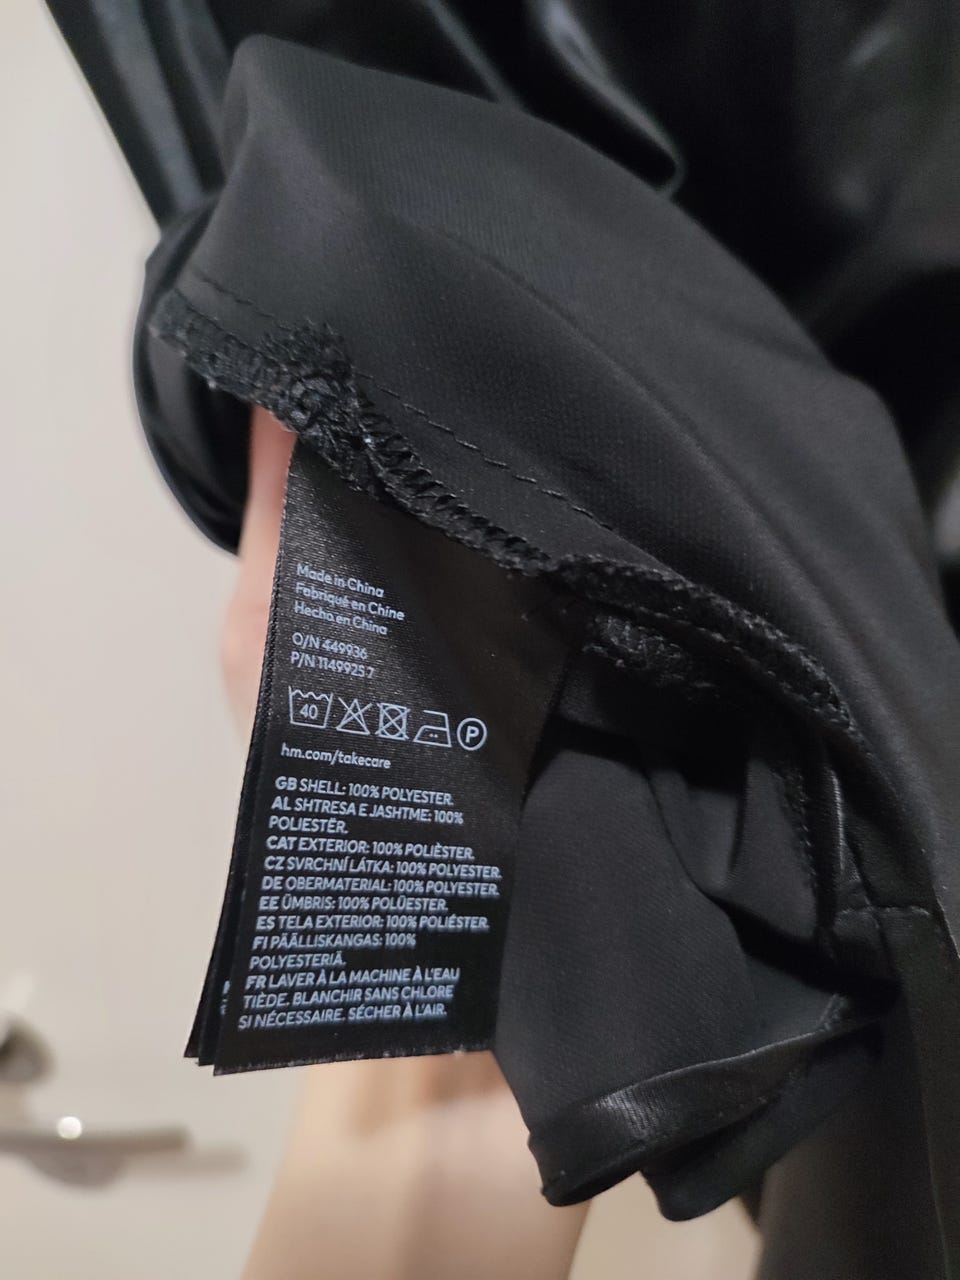 Made in China
Fabriqué en Chine
Hecho en China
O/N 449936
P/N 1149925 7
40
P
hm.com/takecare
GB SHELL: 100% POLYESTER.
AL SHTRESA E JASHTME: 100%
POLIESTËR.
CAT EXTERIOR: 100% POLIÈSTER.
CZ SVRCHNÍ LÁTKA: 100% POLYESTER.
DE OBERMATERIAL: 100% POLYESTER.
EE ÜMBRIS: 100% POLÜESTER.
ES TELA EXTERIOR: 100% POLIÉSTER.
FI PÄÄLLISKANGAS: 100%
POLYESTERIÄ.
FR LAVER À LA MACHINE À L'EAU
TIÈDE. BLANCHIR SANS CHLORE
SI NÉCESSAIRE. SÉCHER À L'AIR.